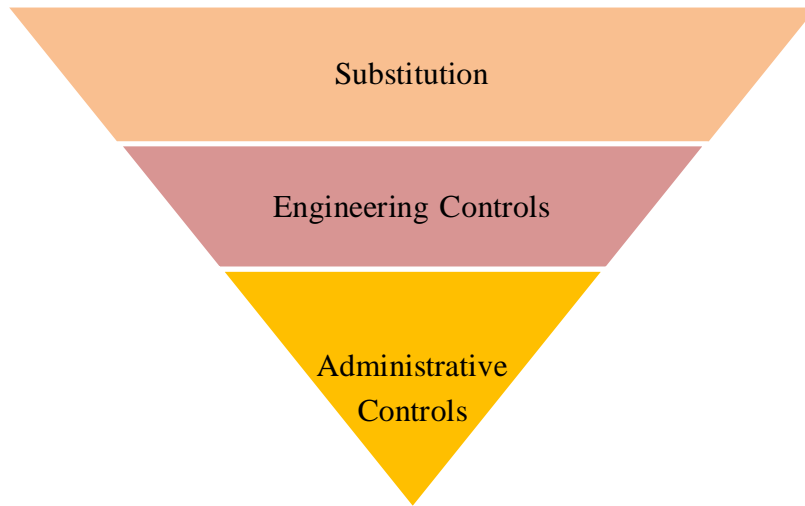 Substitution
Engineering Controls
Administrative
Controls